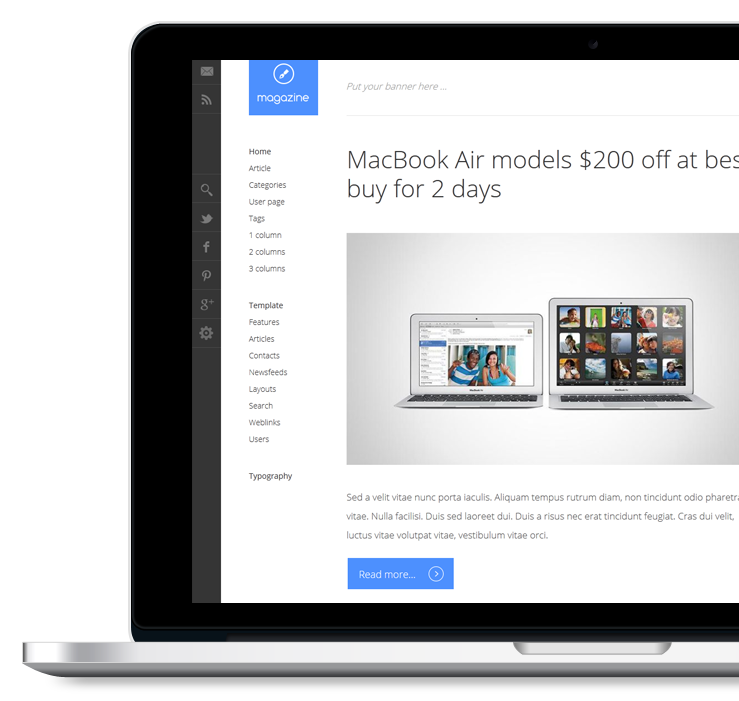 magazine
Put your banner here ...
Home
Article
Categories
User page
Tags
1 column
2 columns
3 columns
Template
Features
Articles
Contacts
Newsfeeds
Layouts
Search
Weblinks
Users
Typography
MacBook Air models $200 off at bes
buy for 2 days
MacBook Air
MacBook Air
Sed a velit vitae nunc porta iaculis. Aliquam tempus rutrum diam, non tincidunt odio pharetra
vitae. Nulla facilisi. Duis sed laoreet dui. Duis a risus nec erat tincidunt feugiat. Cras dui velit,
luctus vitae volutpat vitae, vestibulum vitae orci.
Read more...